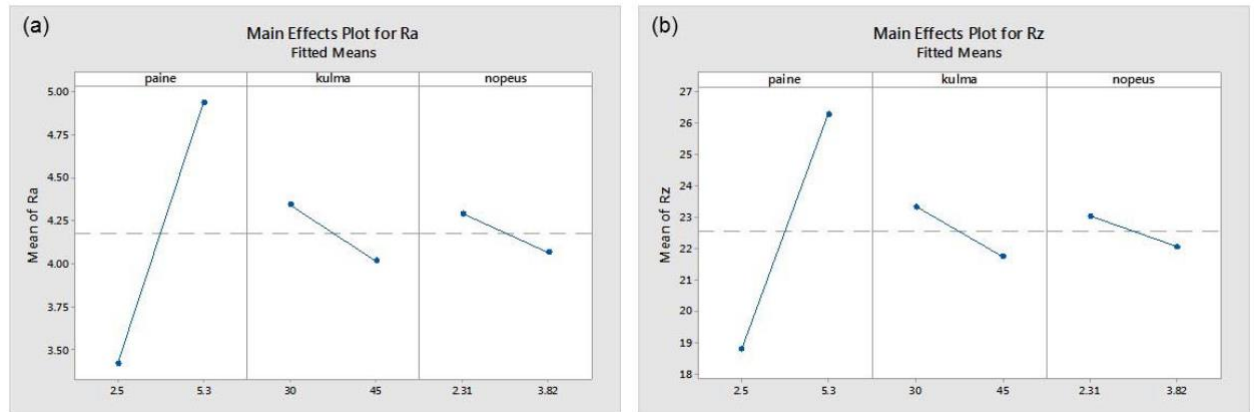 (a)
Main Effects Plot for Ra
Fitted Means
paine kulma nopeus
5.00
4.75
4.50
4.25
4.00
3.75
3.50
Mean of Ra
2.5 5.3 30 45 2.31 3.82
(b)
Main Effects Plot for Rz
Fitted Means
paine kulma nopeus
27
26
25
24
23
22
21
20
19
18
Mean of Rz
2.5 5.3 30 45 2.31 3.82